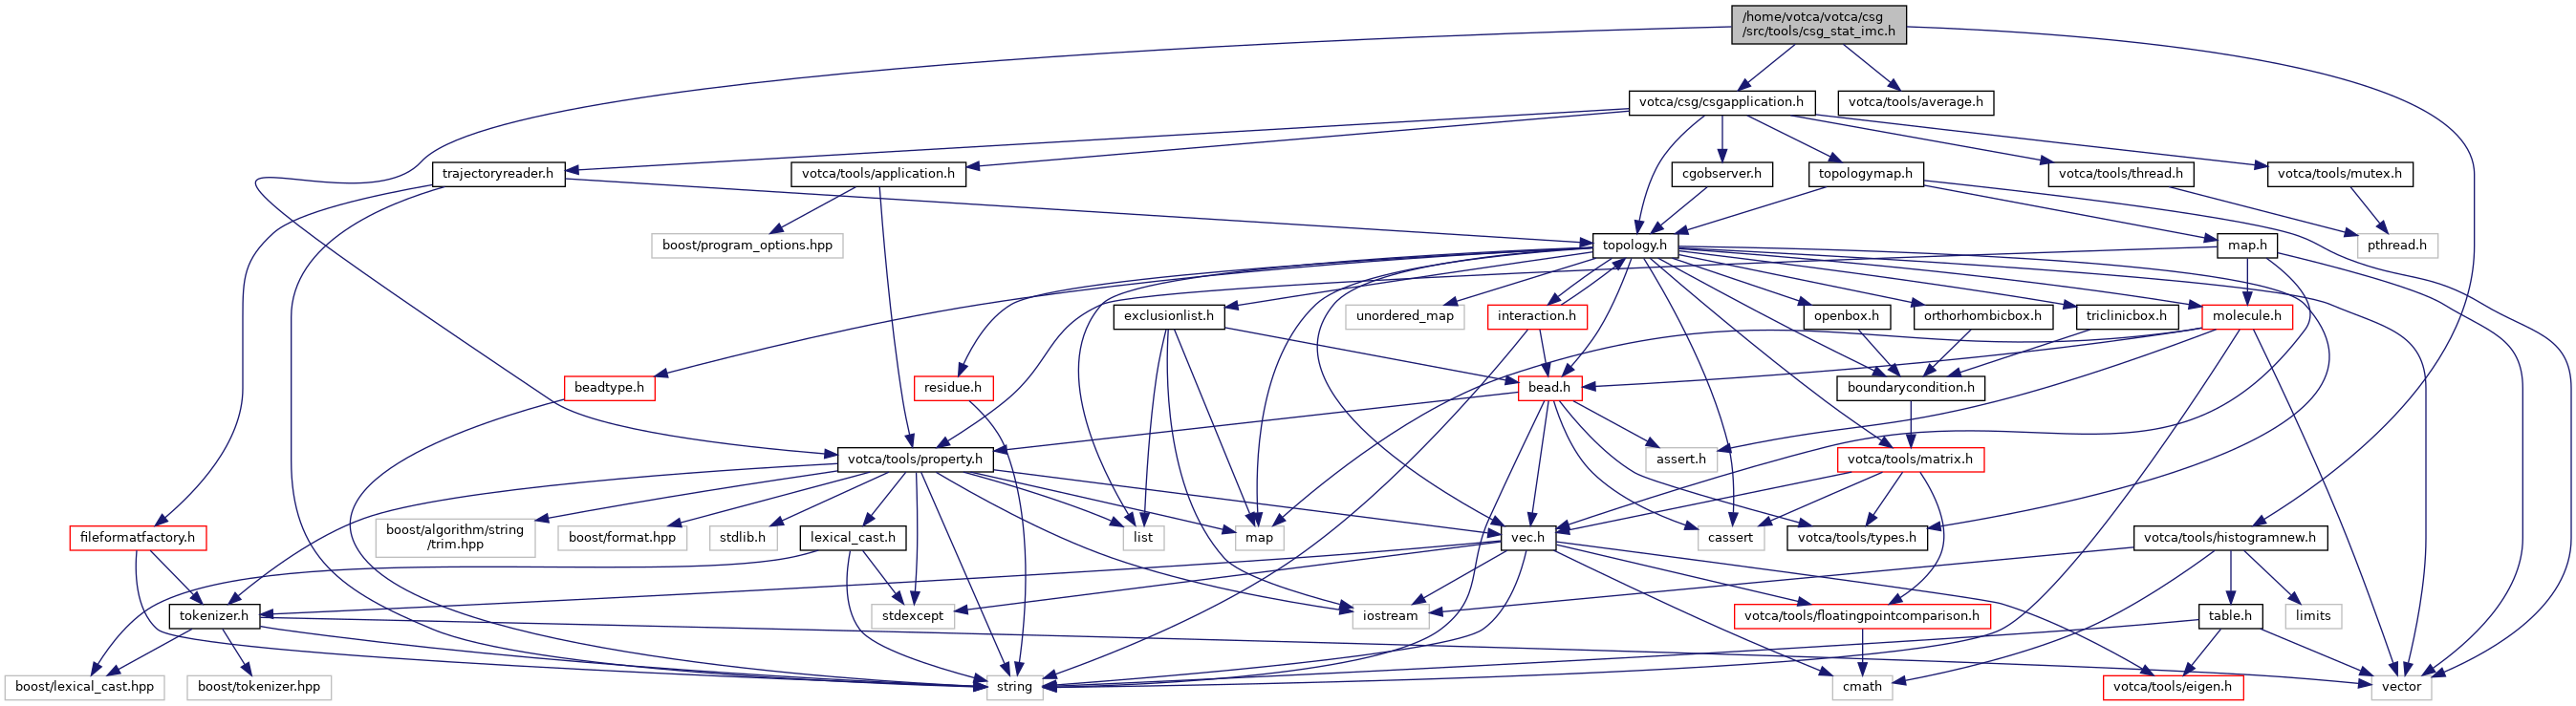 /home/votca/votca/csg
/src/tools/csg_stat_imc.h
votca/csg/csgapplication.h
votca/tools/average.h
trajectoryreader.h
votca/tools/application.h
cgobserver.h
topologymap.h
votca/tools/thread.h
votca/tools/mutex.h
boost/program_options.hpp
topology.h
map.h
pthread.h
exclusionlist.h
unordered_map
interaction.h
openbox.h
orthorhombicbox.h
triclinicbox.h
molecule.h
beadtype.h
residue.h
bead.h
boundarycondition.h
votca/tools/property.h
assert.h
votca/tools/matrix.h
fileformatfactory.h
boost/algorithm/string
/trim.hpp
boost/format.hpp
stdlib.h
lexical_cast.h
list
map
vec.h
cassert
votca/tools/types.h
votca/tools/histogramnew.h
tokenizer.h
stdexcept
iostream
votca/tools/floatingpointcomparison.h
table.h
limits
boost/lexical_cast.hpp
boost/tokenizer.hpp
string
cmath
votca/tools/eigen.h
vector